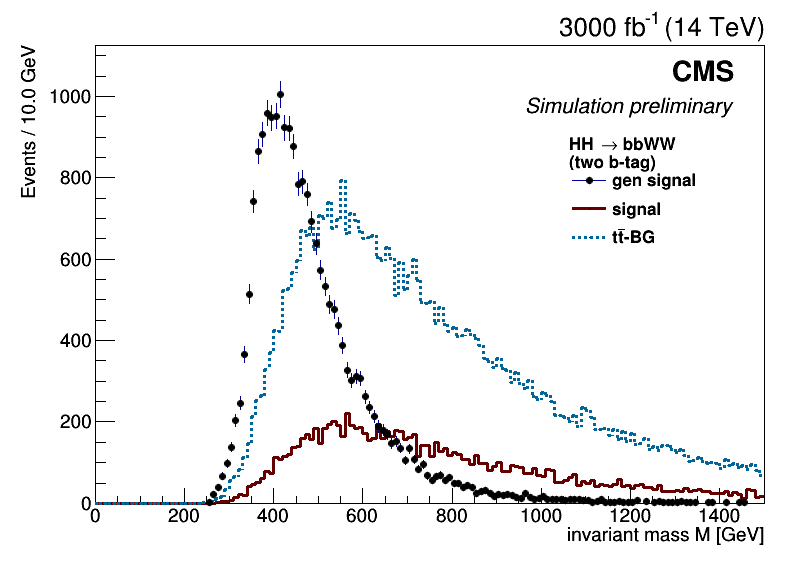 3000 fb-1 (14 TeV)
CMS
Simulation preliminary
HH → bbWW
(two b-tag)
gen signal
signal
tt̄-BG
Events / 10.0 GeV
1000
800
600
400
200
0
0 200 400 600 800 1000 1200 1400
invariant mass M [GeV]